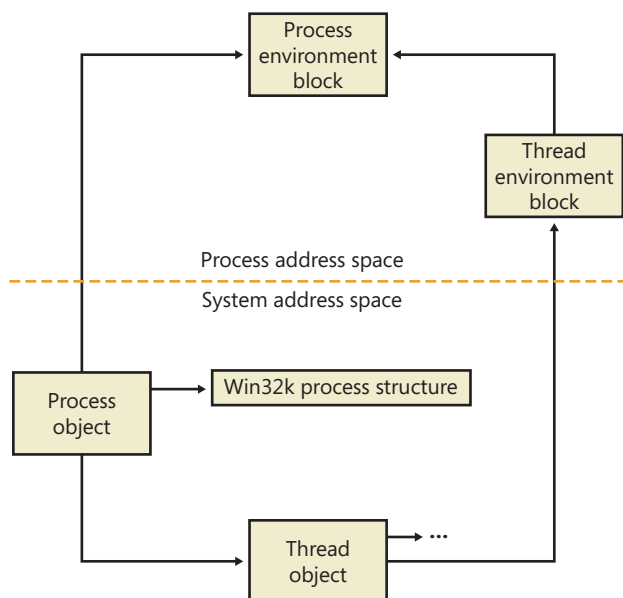 Process
environment
block
Thread
environment
block
Process address space
System address space
Process
object
Win32k process structure
Thread
object
...